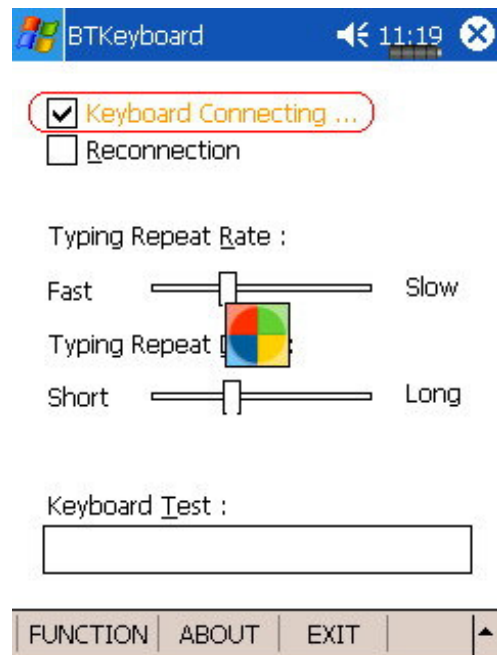 BTKeyboard 11:19
Keyboard Connecting ...
Reconnection
Typing Repeat Rate :
Fast Slow
Typing Repeat :
Short Long
Keyboard Test :
FUNCTION ABOUT EXIT